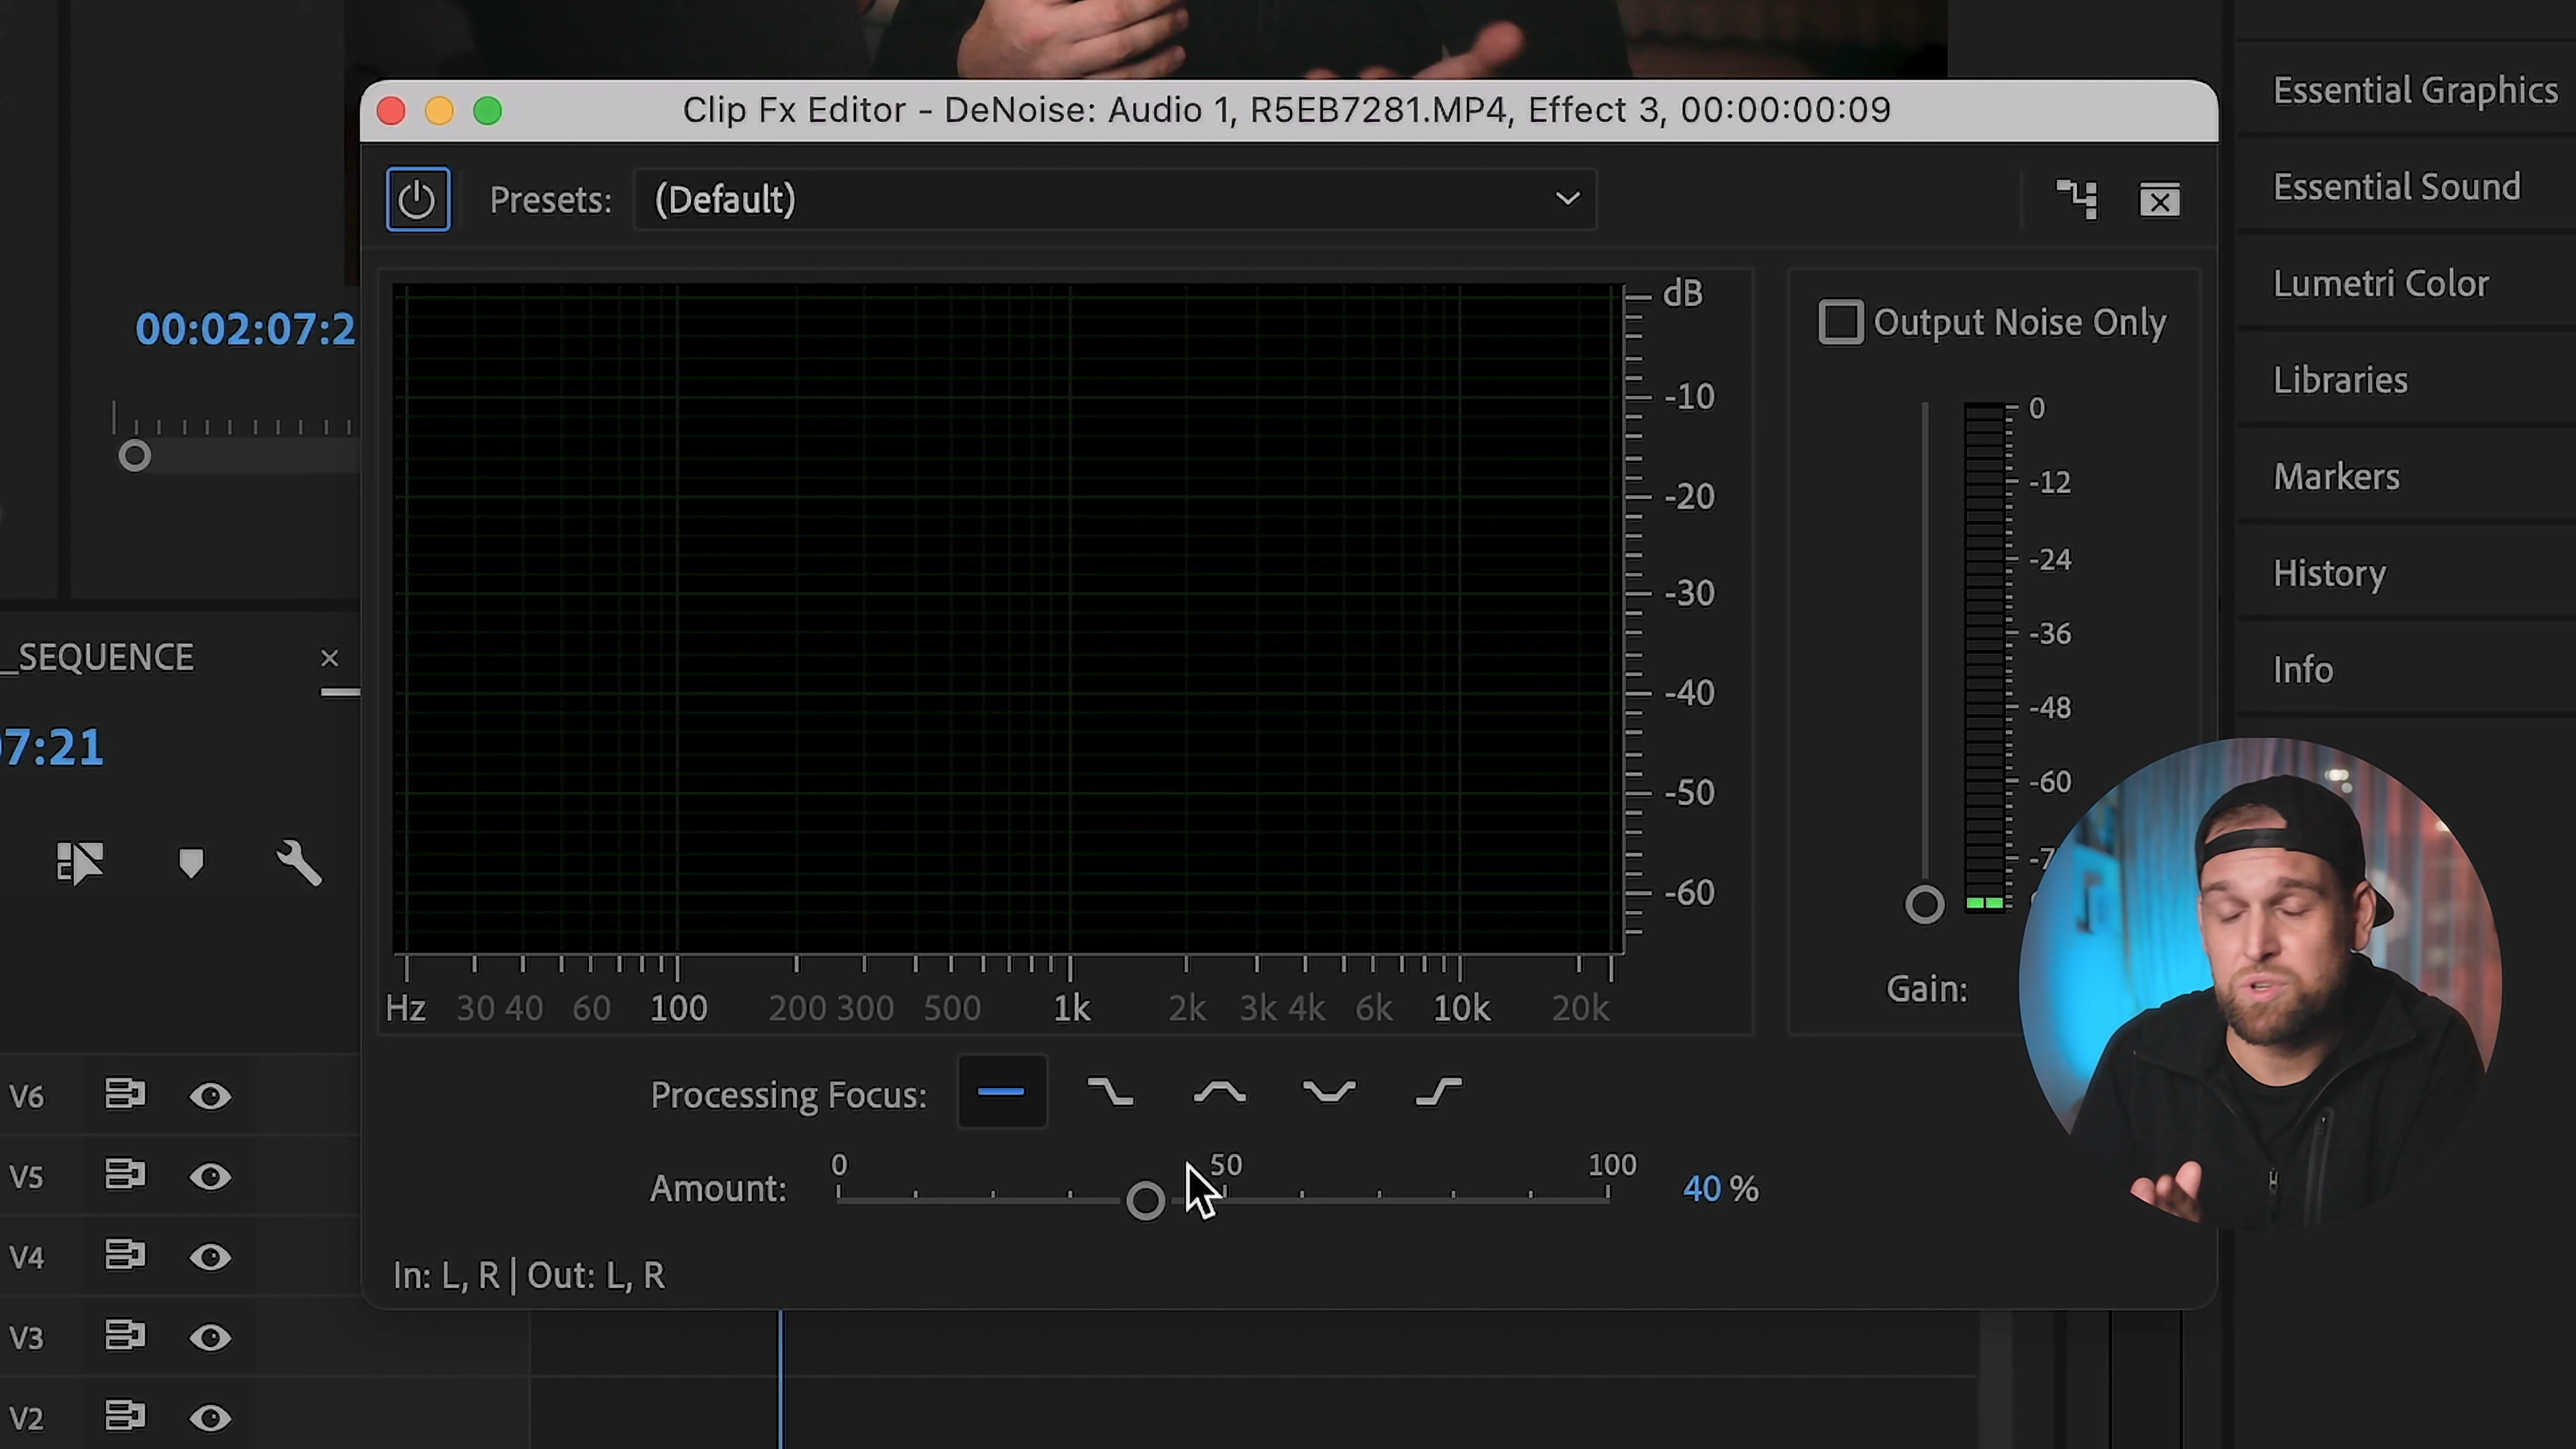 Clip Fx Editor - DeNoise: Audio 1, R5EB7281.MP4, Effect 3, 00:00:00:09
Presets: (Default)
00:02:07:2
_SEQUENCE
07:21
V6
V5
V4
V3
V2
dB
-10
-20
-30
-40
-50
-60
Hz 30 40 60 100 200 300 500 1k 2k 3k 4k 6k 10k 20k
Output Noise Only
0
-12
-24
-36
-48
-60
-7
Gain:
Processing Focus:
0 50 100
Amount: 40 %
In: L, R | Out: L, R
Essential Graphics
Essential Sound
Lumetri Color
Libraries
Markers
History
Info